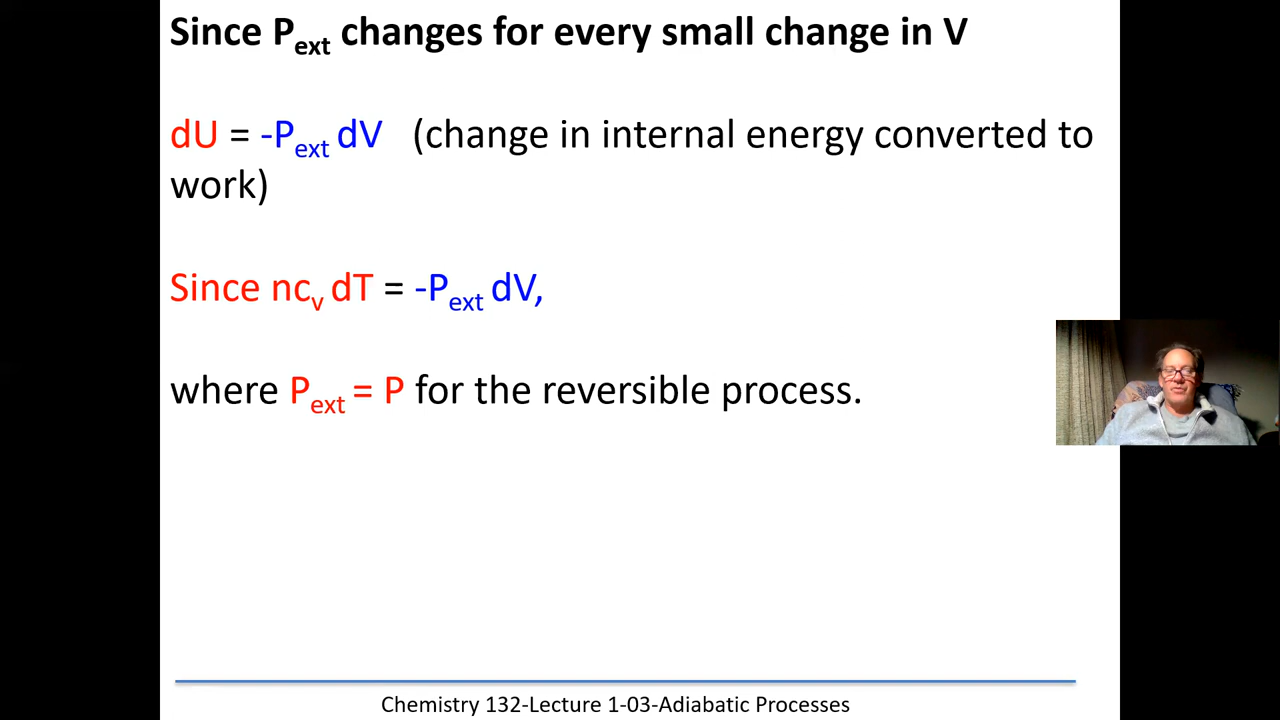 Since Pext changes for every small change in V
dU = -Pext dV (change in internal energy converted to
work)
Since ncv dT = -Pext dV,
where Pext = P for the reversible process.
Chemistry 132-Lecture 1-03-Adiabatic Processes